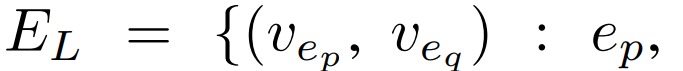 E_L = {(v_{e_p}, v_{e_q}) : e_p,